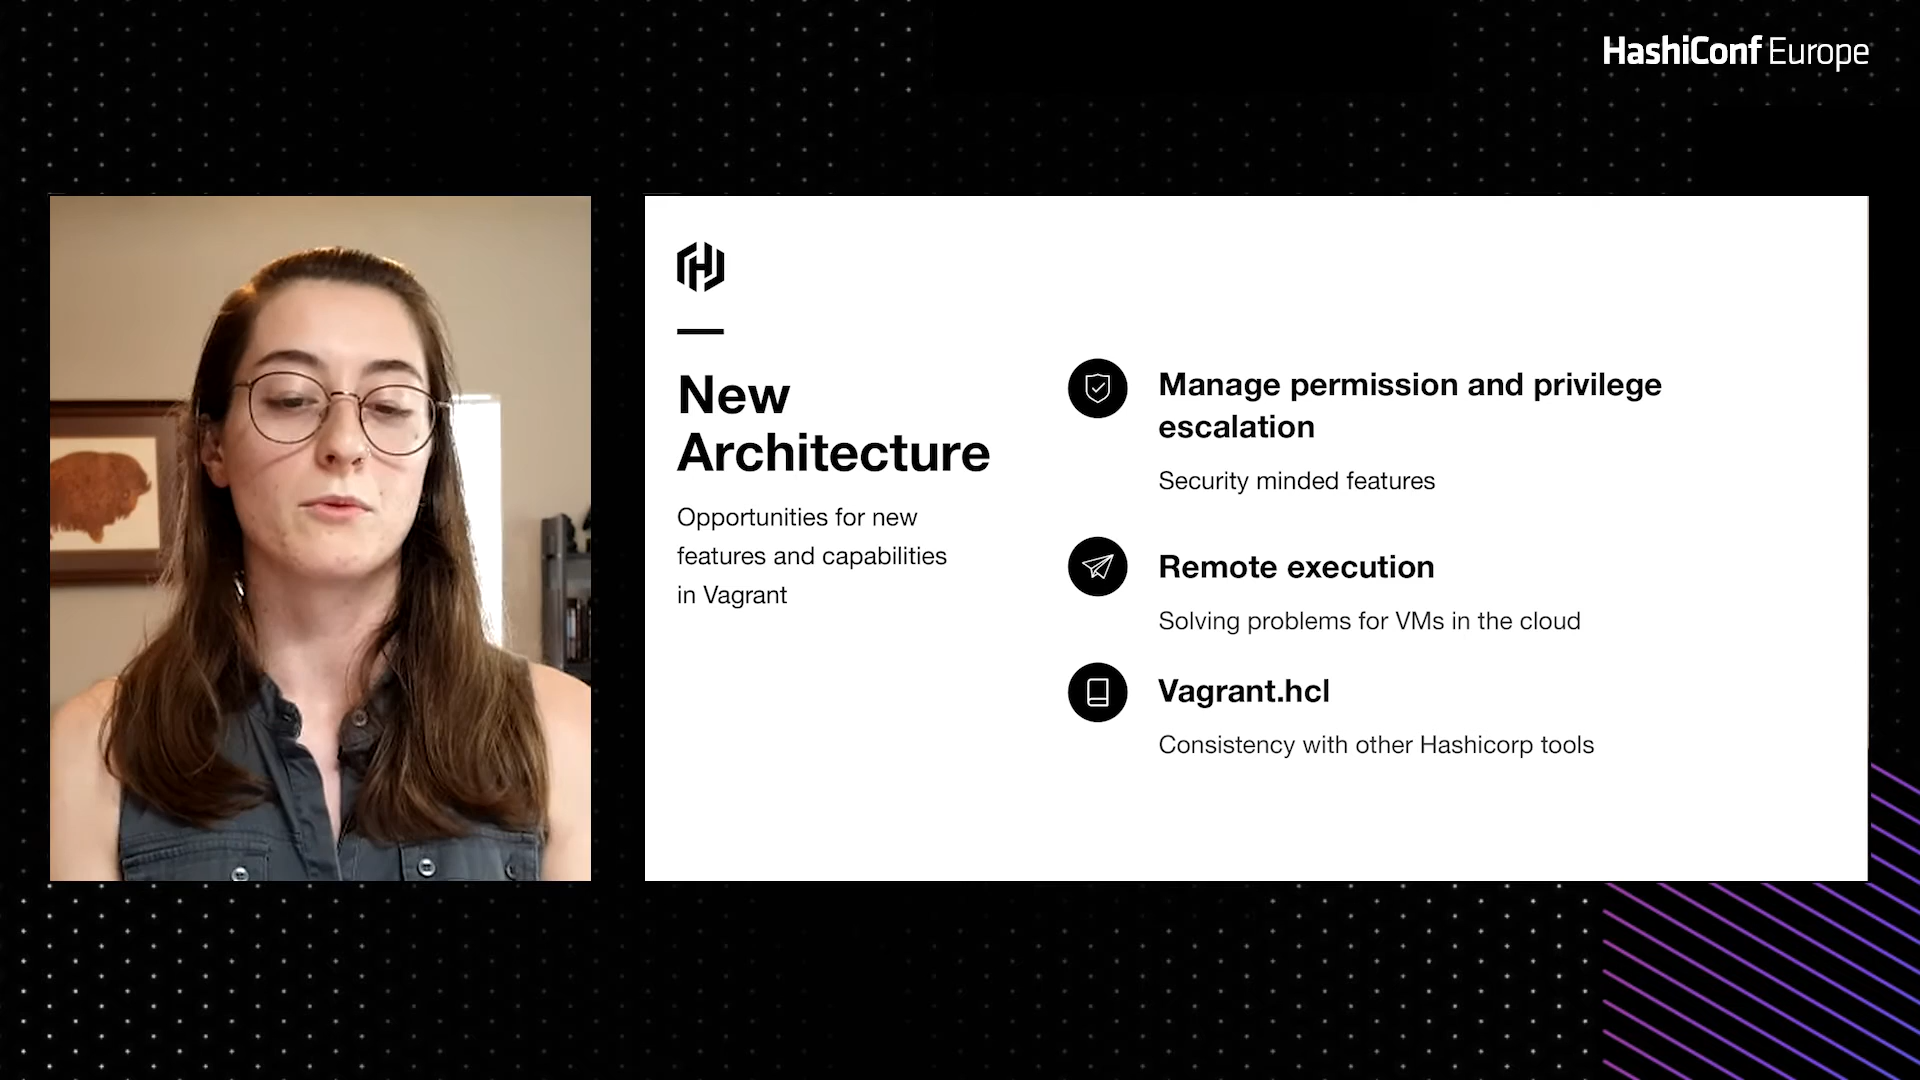 HashiConf Europe
New
Architecture
Opportunities for new
features and capabilities
in Vagrant
Manage permission and privilege
escalation
Security minded features
Remote execution
Solving problems for VMs in the cloud
Vagrant.hcl
Consistency with other Hashicorp tools